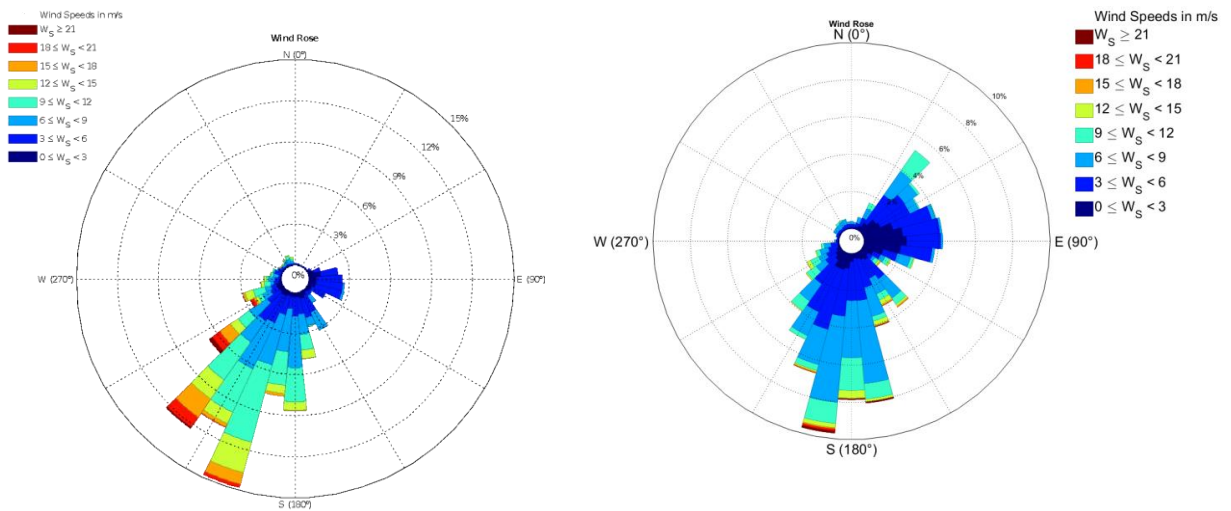 Wind Speeds in m/s
W_S ≥ 21
18 ≤ W_S < 21
15 ≤ W_S < 18
12 ≤ W_S < 15
9 ≤ W_S < 12
6 ≤ W_S < 9
3 ≤ W_S < 6
0 ≤ W_S < 3
Wind Rose
N (0°)
15%
12%
9%
6%
3%
0%
W (270°)
E (90°)
S (180°)
Wind Rose
N (0°)
10%
8%
6%
4%
0%
W (270°)
E (90°)
S (180°)
Wind Speeds in m/s
W_S ≥ 21
18 ≤ W_S < 21
15 ≤ W_S < 18
12 ≤ W_S < 15
9 ≤ W_S < 12
6 ≤ W_S < 9
3 ≤ W_S < 6
0 ≤ W_S < 3